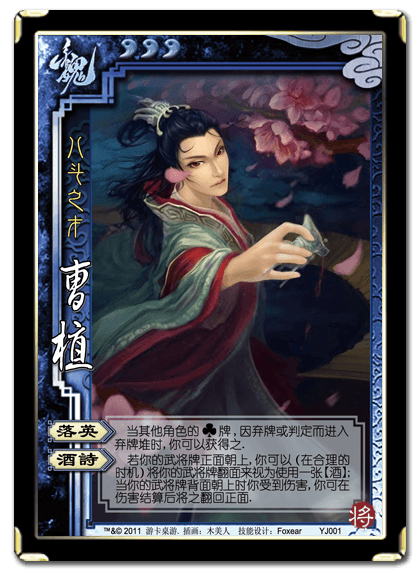 魏
八斗之才
曹植
落英
当其他角色的♣牌，因弃牌或判定而进入
弃牌堆时，你可以获得之.
酒詩
若你的武将牌正面朝上，你可以（在合理的
时机）将你的武将牌翻面来视为使用一张【酒】；
当你的武将牌背面朝上时你受到伤害，你可在
伤害结算后将之翻回正面.
将
™&© 2011 游卡桌游. 插画：木美人 技能设计：Foxear YJ001